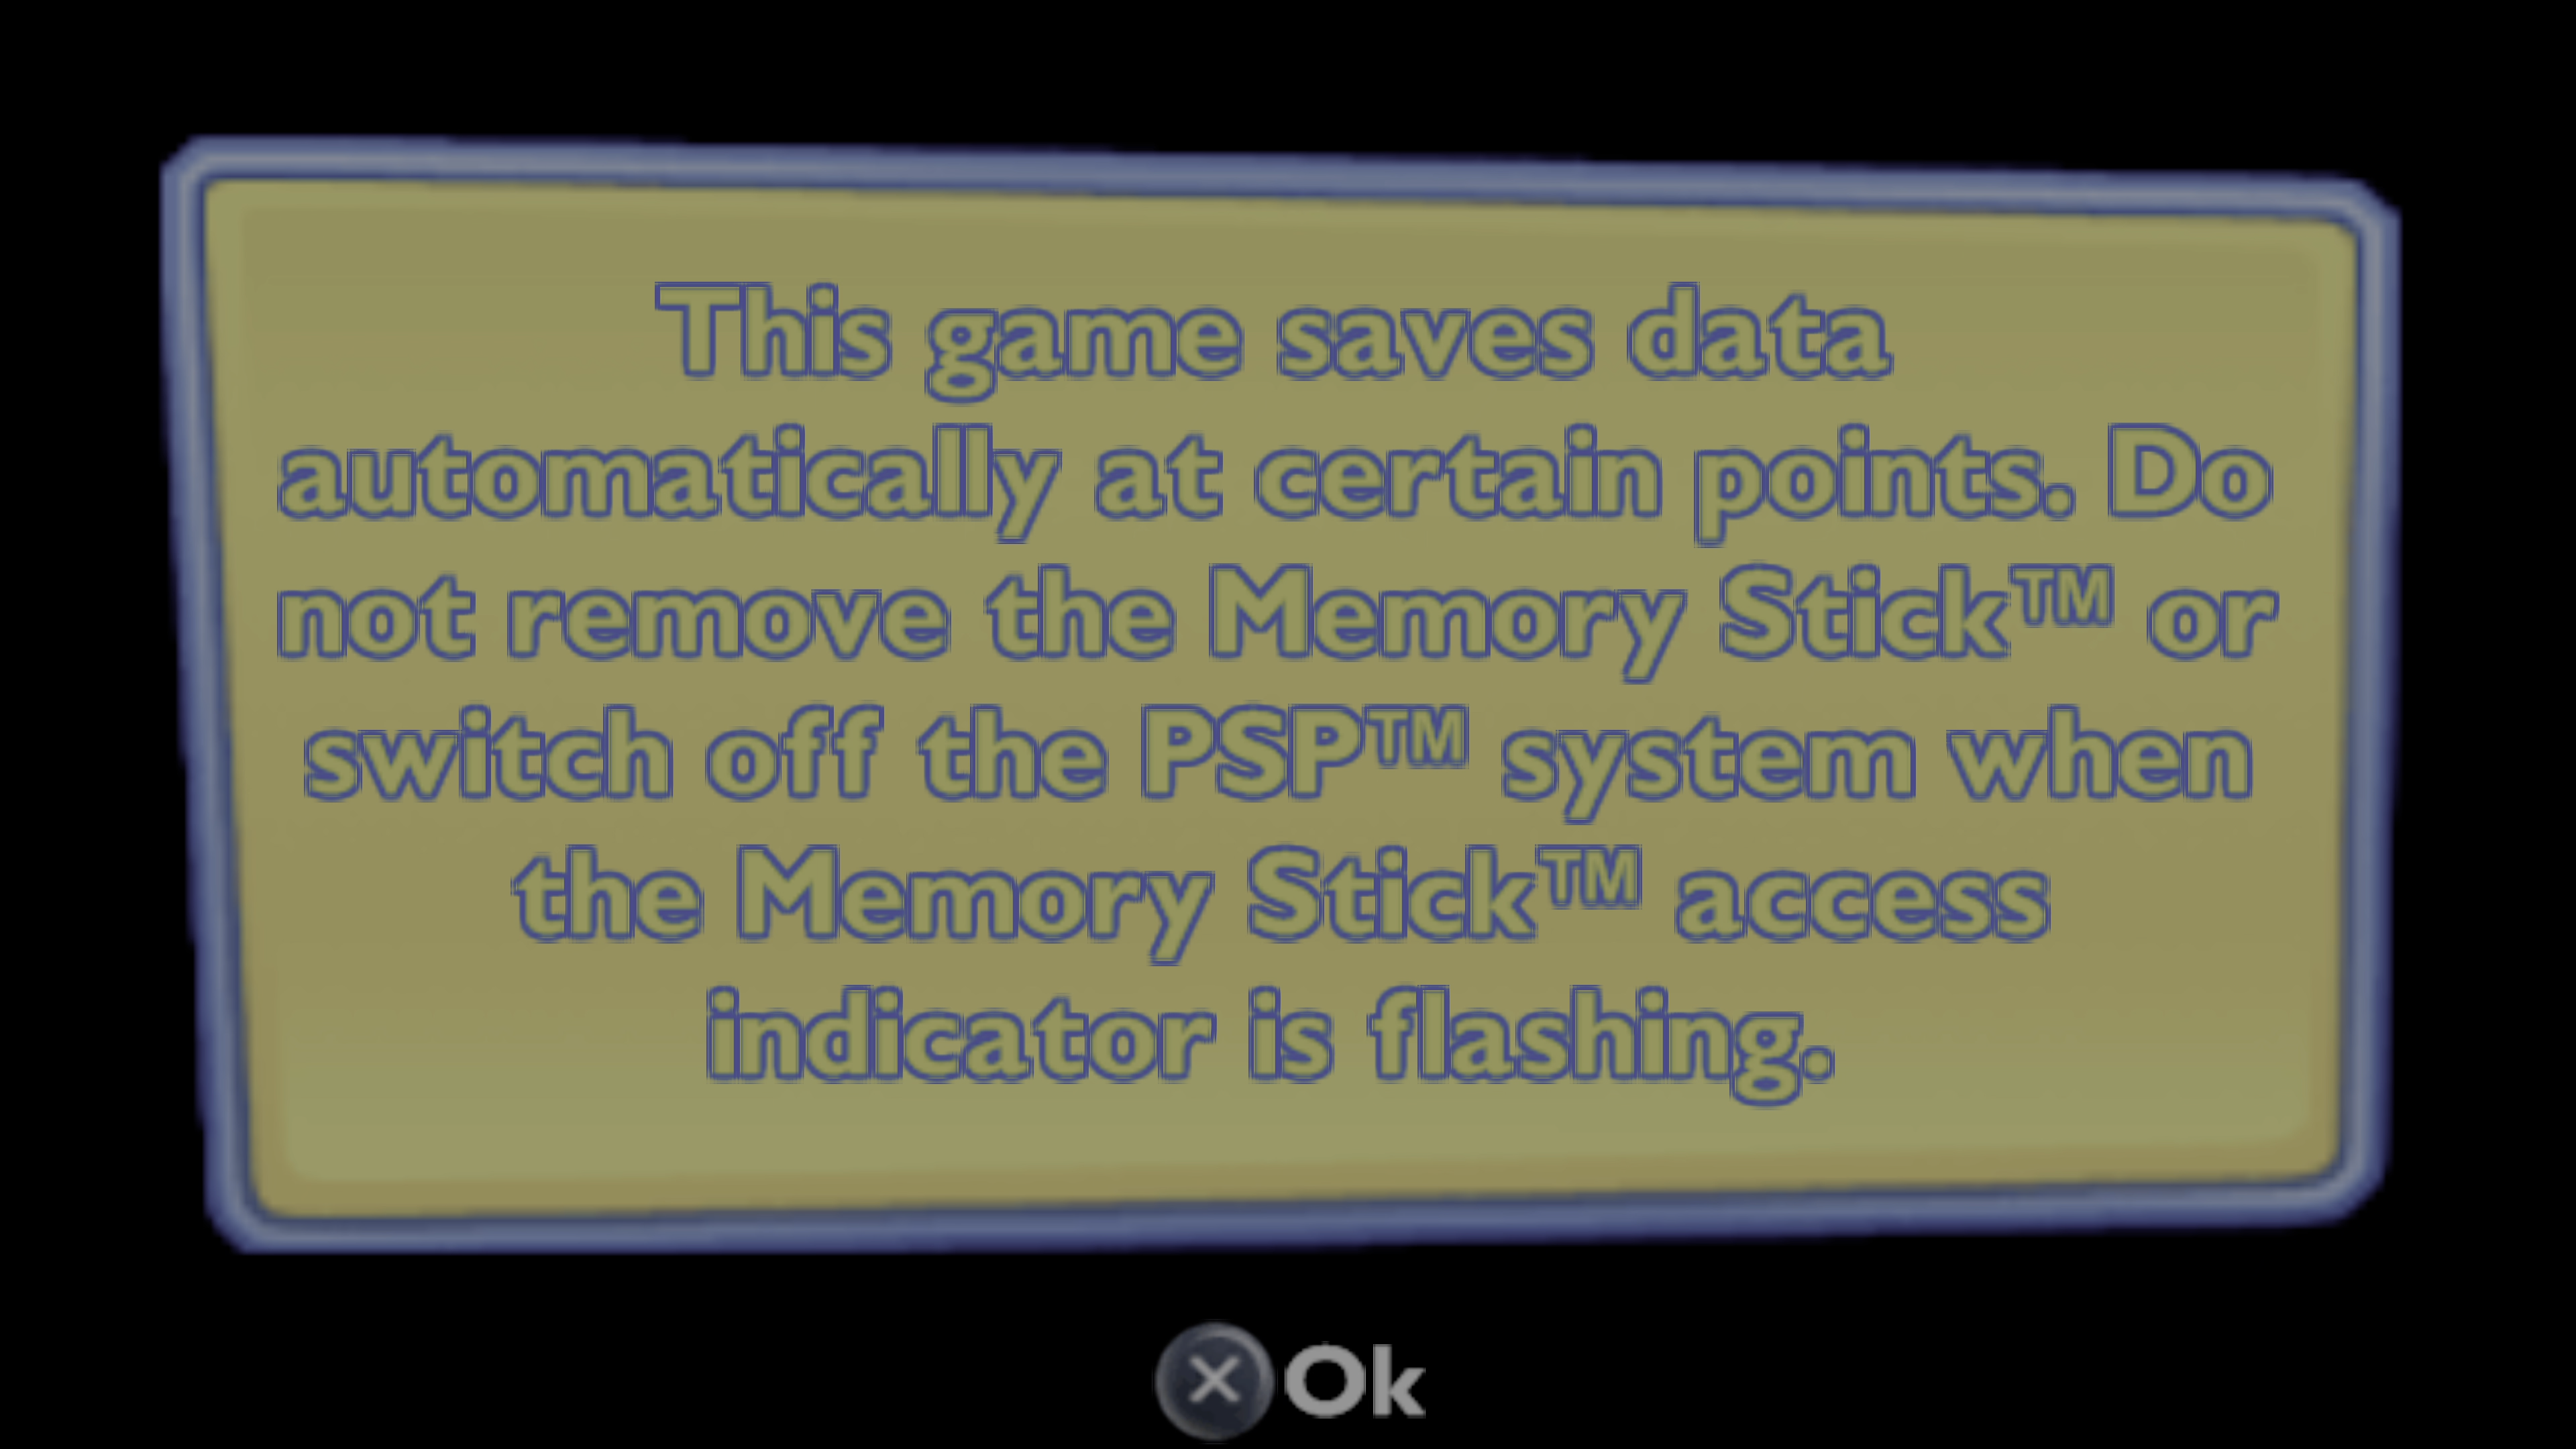 This game saves data
automatically at certain points. Do
not remove the Memory Stick™ or
switch off the PSP™ system when
the Memory Stick™ access
indicator is flashing.
Ok